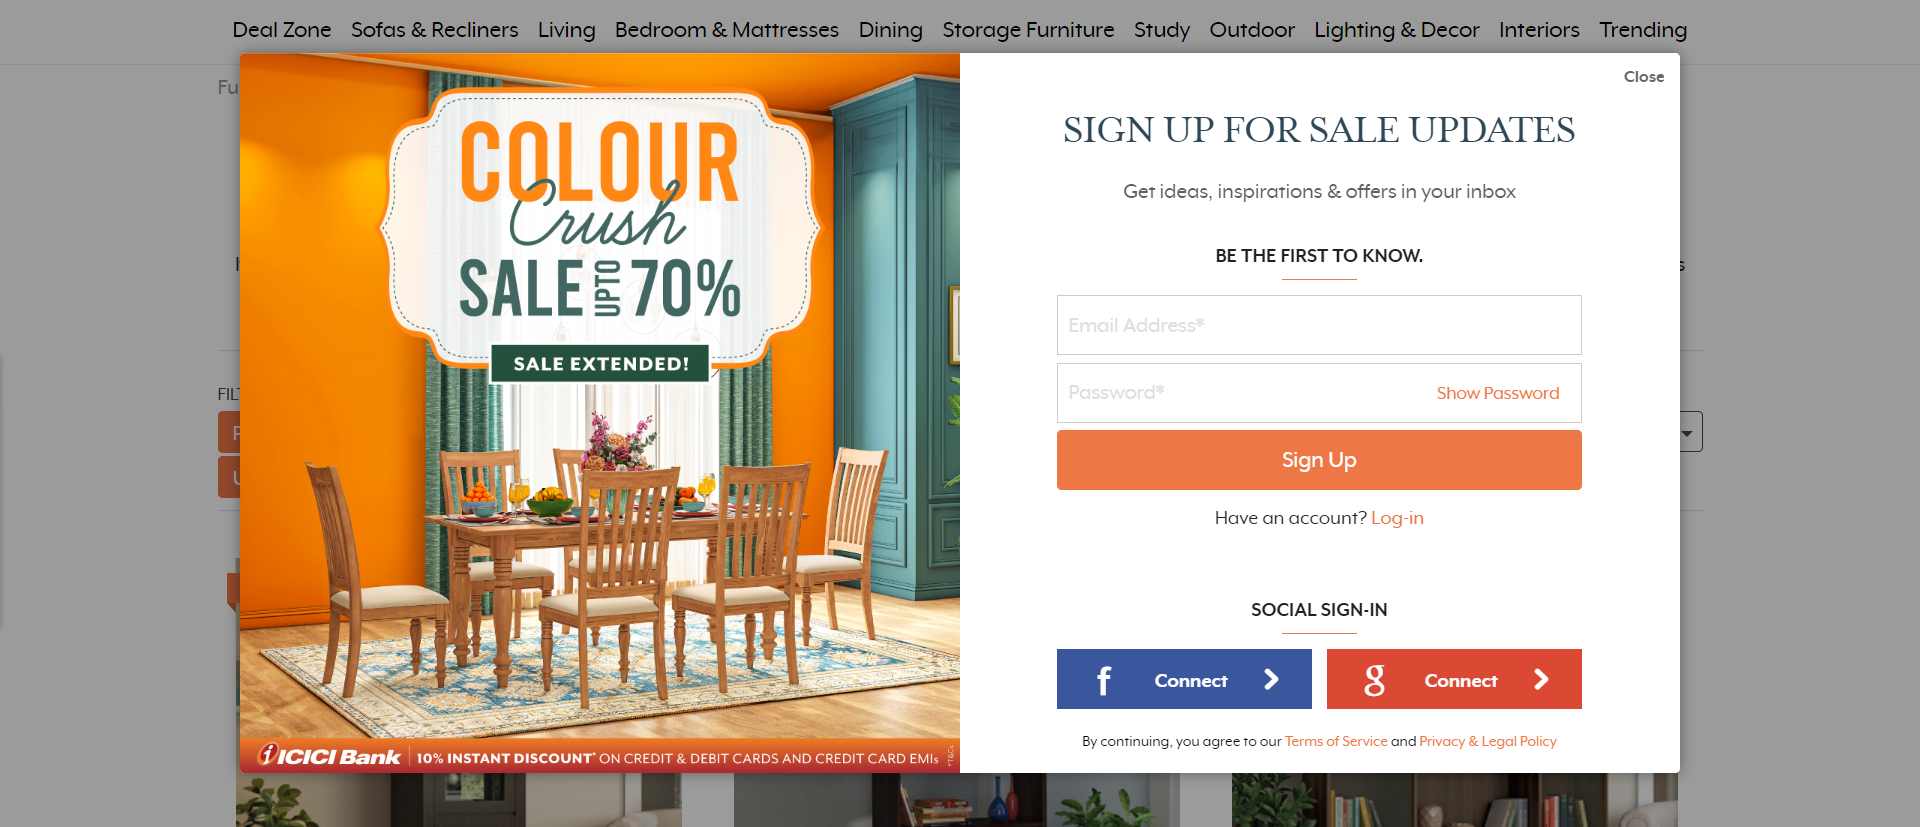 Deal Zone Sofas & Recliners Living Bedroom & Mattresses Dining Storage Furniture Study Outdoor Lighting & Decor Interiors Trending
Close
COLOUR
Crush
SALE UPTO 70%
SALE EXTENDED!
ICICI Bank 10% INSTANT DISCOUNT* ON CREDIT & DEBIT CARDS AND CREDIT CARD EMIs *T&Cs
SIGN UP FOR SALE UPDATES
Get ideas, inspirations & offers in your inbox
BE THE FIRST TO KNOW.
Email Address*
Password* Show Password
Sign Up
Have an account? Log-in
SOCIAL SIGN-IN
f Connect
g Connect
By continuing, you agree to our Terms of Service and Privacy & Legal Policy